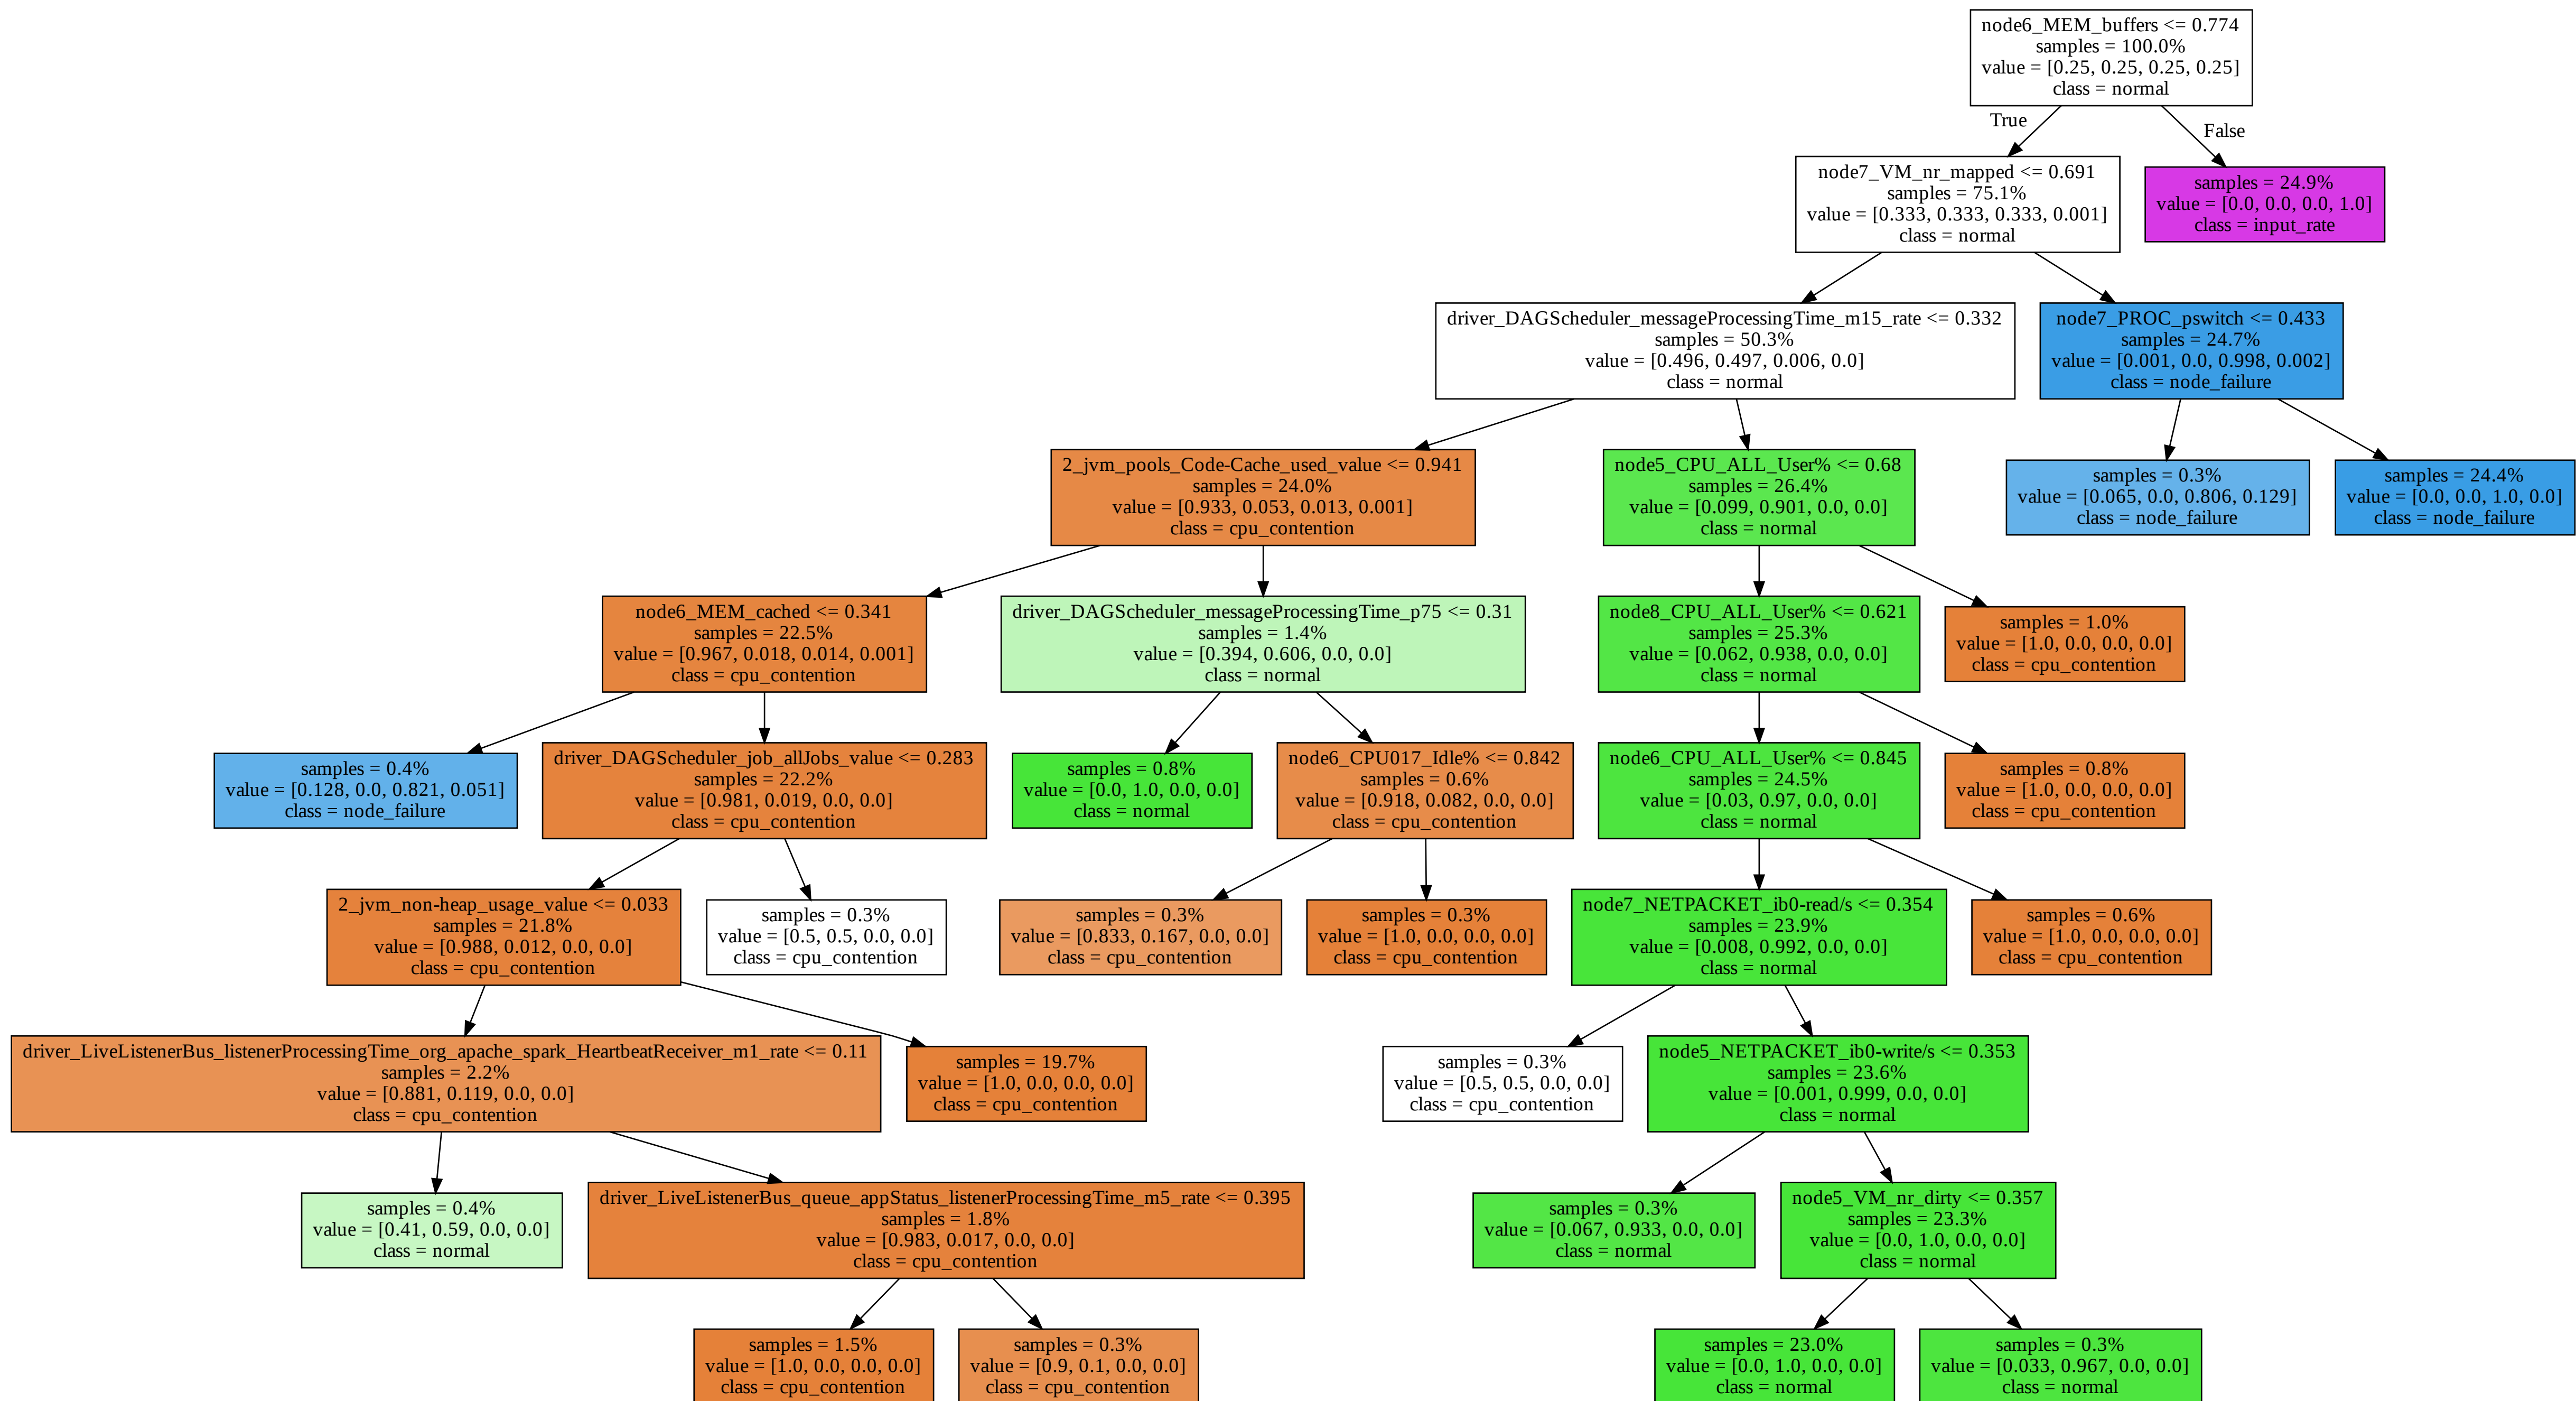 node6_MEM_buffers <= 0.774
samples = 100.0%
value = [0.25, 0.25, 0.25, 0.25]
class = normal
True
False
node7_VM_nr_mapped <= 0.691
samples = 75.1%
value = [0.333, 0.333, 0.333, 0.001]
class = normal
samples = 24.9%
value = [0.0, 0.0, 0.0, 1.0]
class = input_rate
driver_DAGScheduler_messageProcessingTime_m15_rate <= 0.332
samples = 50.3%
value = [0.496, 0.497, 0.006, 0.0]
class = normal
node7_PROC_pswitch <= 0.433
samples = 24.7%
value = [0.001, 0.0, 0.998, 0.002]
class = node_failure
2_jvm_pools_Code-Cache_used_value <= 0.941
samples = 24.0%
value = [0.933, 0.053, 0.013, 0.001]
class = cpu_contention
node5_CPU_ALL_User% <= 0.68
samples = 26.4%
value = [0.099, 0.901, 0.0, 0.0]
class = normal
samples = 0.3%
value = [0.065, 0.0, 0.806, 0.129]
class = node_failure
samples = 24.4%
value = [0.0, 0.0, 1.0, 0.0]
class = node_failure
node6_MEM_cached <= 0.341
samples = 22.5%
value = [0.967, 0.018, 0.014, 0.001]
class = cpu_contention
driver_DAGScheduler_messageProcessingTime_p75 <= 0.31
samples = 1.4%
value = [0.394, 0.606, 0.0, 0.0]
class = normal
node8_CPU_ALL_User% <= 0.621
samples = 25.3%
value = [0.062, 0.938, 0.0, 0.0]
class = normal
samples = 1.0%
value = [1.0, 0.0, 0.0, 0.0]
class = cpu_contention
samples = 0.4%
value = [0.128, 0.0, 0.821, 0.051]
class = node_failure
driver_DAGScheduler_job_allJobs_value <= 0.283
samples = 22.2%
value = [0.981, 0.019, 0.0, 0.0]
class = cpu_contention
samples = 0.8%
value = [0.0, 1.0, 0.0, 0.0]
class = normal
node6_CPU017_Idle% <= 0.842
samples = 0.6%
value = [0.918, 0.082, 0.0, 0.0]
class = cpu_contention
node6_CPU_ALL_User% <= 0.845
samples = 24.5%
value = [0.03, 0.97, 0.0, 0.0]
class = normal
samples = 0.8%
value = [1.0, 0.0, 0.0, 0.0]
class = cpu_contention
2_jvm_non-heap_usage_value <= 0.033
samples = 21.8%
value = [0.988, 0.012, 0.0, 0.0]
class = cpu_contention
samples = 0.3%
value = [0.5, 0.5, 0.0, 0.0]
class = cpu_contention
samples = 0.3%
value = [0.833, 0.167, 0.0, 0.0]
class = cpu_contention
samples = 0.3%
value = [1.0, 0.0, 0.0, 0.0]
class = cpu_contention
node7_NETPACKET_ib0-read/s <= 0.354
samples = 23.9%
value = [0.008, 0.992, 0.0, 0.0]
class = normal
samples = 0.6%
value = [1.0, 0.0, 0.0, 0.0]
class = cpu_contention
driver_LiveListenerBus_listenerProcessingTime_org_apache_spark_HeartbeatReceiver_m1_rate <= 0.11
samples = 2.2%
value = [0.881, 0.119, 0.0, 0.0]
class = cpu_contention
samples = 19.7%
value = [1.0, 0.0, 0.0, 0.0]
class = cpu_contention
samples = 0.3%
value = [0.5, 0.5, 0.0, 0.0]
class = cpu_contention
node5_NETPACKET_ib0-write/s <= 0.353
samples = 23.6%
value = [0.001, 0.999, 0.0, 0.0]
class = normal
samples = 0.4%
value = [0.41, 0.59, 0.0, 0.0]
class = normal
driver_LiveListenerBus_queue_appStatus_listenerProcessingTime_m5_rate <= 0.395
samples = 1.8%
value = [0.983, 0.017, 0.0, 0.0]
class = cpu_contention
samples = 0.3%
value = [0.067, 0.933, 0.0, 0.0]
class = normal
node5_VM_nr_dirty <= 0.357
samples = 23.3%
value = [0.0, 1.0, 0.0, 0.0]
class = normal
samples = 1.5%
value = [1.0, 0.0, 0.0, 0.0]
class = cpu_contention
samples = 0.3%
value = [0.9, 0.1, 0.0, 0.0]
class = cpu_contention
samples = 23.0%
value = [0.0, 1.0, 0.0, 0.0]
class = normal
samples = 0.3%
value = [0.033, 0.967, 0.0, 0.0]
class = normal